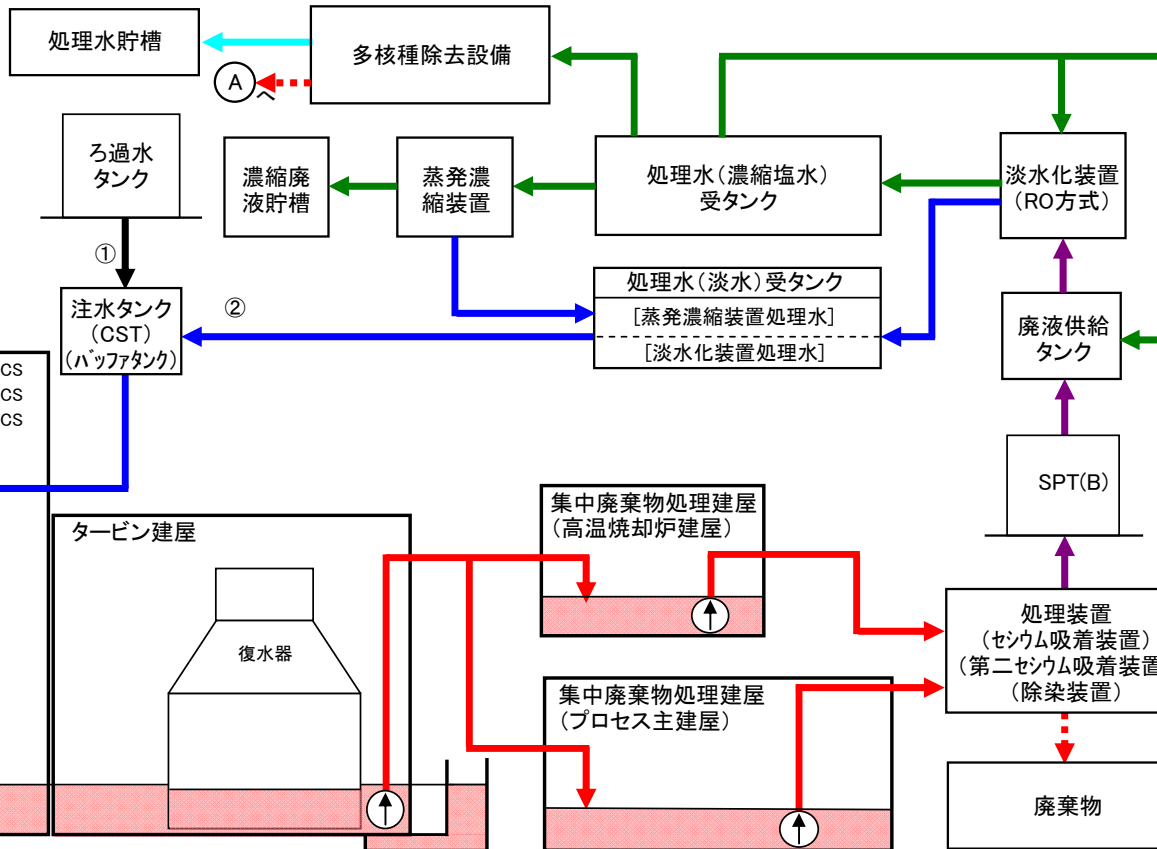 処理水貯槽
多核種除去設備
A
へ
ろ過水
タンク
濃縮廃
液貯槽
蒸発濃
縮装置
処理水(濃縮塩水)
受タンク
淡水化装置
(RO方式)
①
注水タンク
(CST)
(バッファタンク)
②
処理水(淡水)受タンク
[蒸発濃縮装置処理水]
[淡水化装置処理水]
廃液供給
タンク
CS
CS
CS
SPT(B)
タービン建屋
復水器
集中廃棄物処理建屋
(高温焼却炉建屋)
集中廃棄物処理建屋
(プロセス主建屋)
処理装置
(セシウム吸着装置)
(第二セシウム吸着装置
(除染装置)
廃棄物